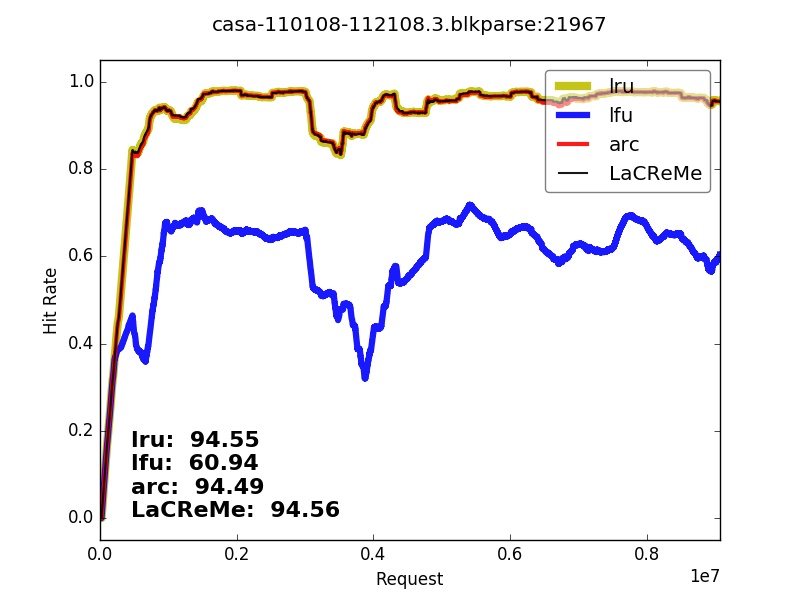 casa-110108-112108.3.blkparse:21967
1.0
0.8
0.6
0.4
0.2
0.0
Hit Rate
lru
lfu
arc
LaCReMe
lru: 94.55
lfu: 60.94
arc: 94.49
LaCReMe: 94.56
0.0 0.2 0.4 0.6 0.8
1e7
Request